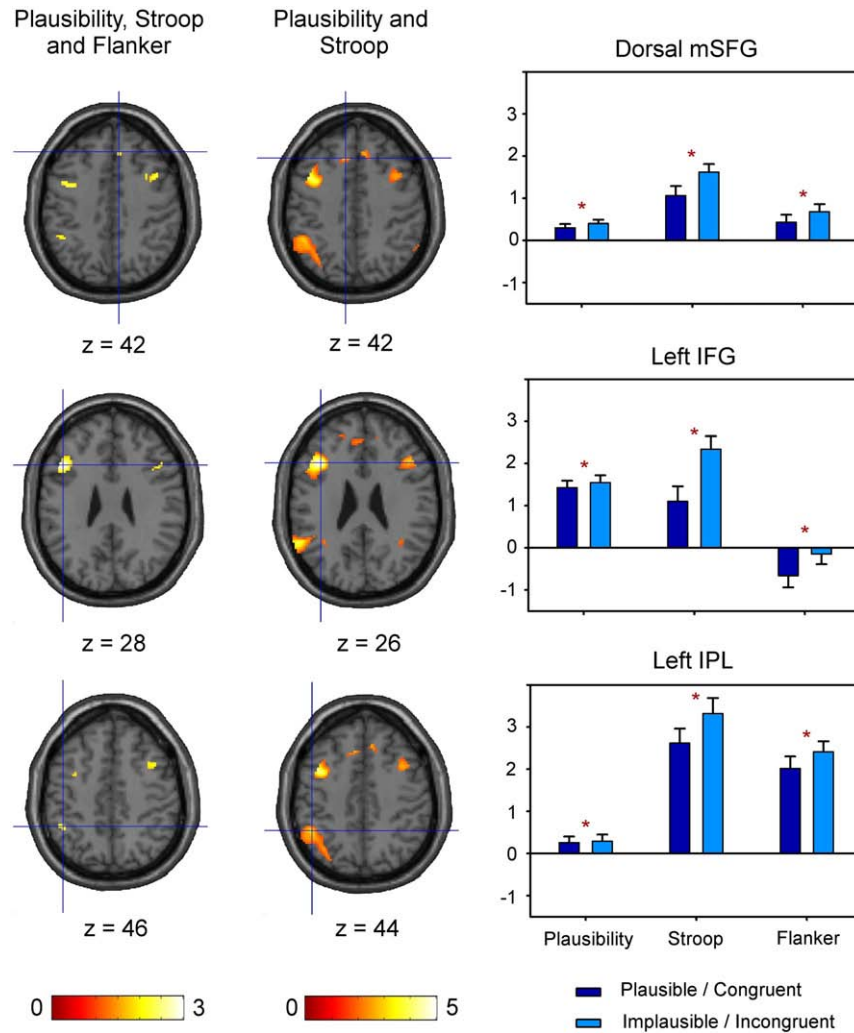 Plausibility, Stroop
and Flanker
Plausibility and
Stroop
Dorsal mSFG
3
2
1
0
-1
*
*
*
z = 42
z = 42
Left IFG
3
2
1
0
-1
*
*
*
z = 28
z = 26
Left IPL
3
2
1
0
-1
*
*
*
z = 46
z = 44
Plausibility Stroop Flanker
0 3
0 5
Plausible / Congruent
Implausible / Incongruent